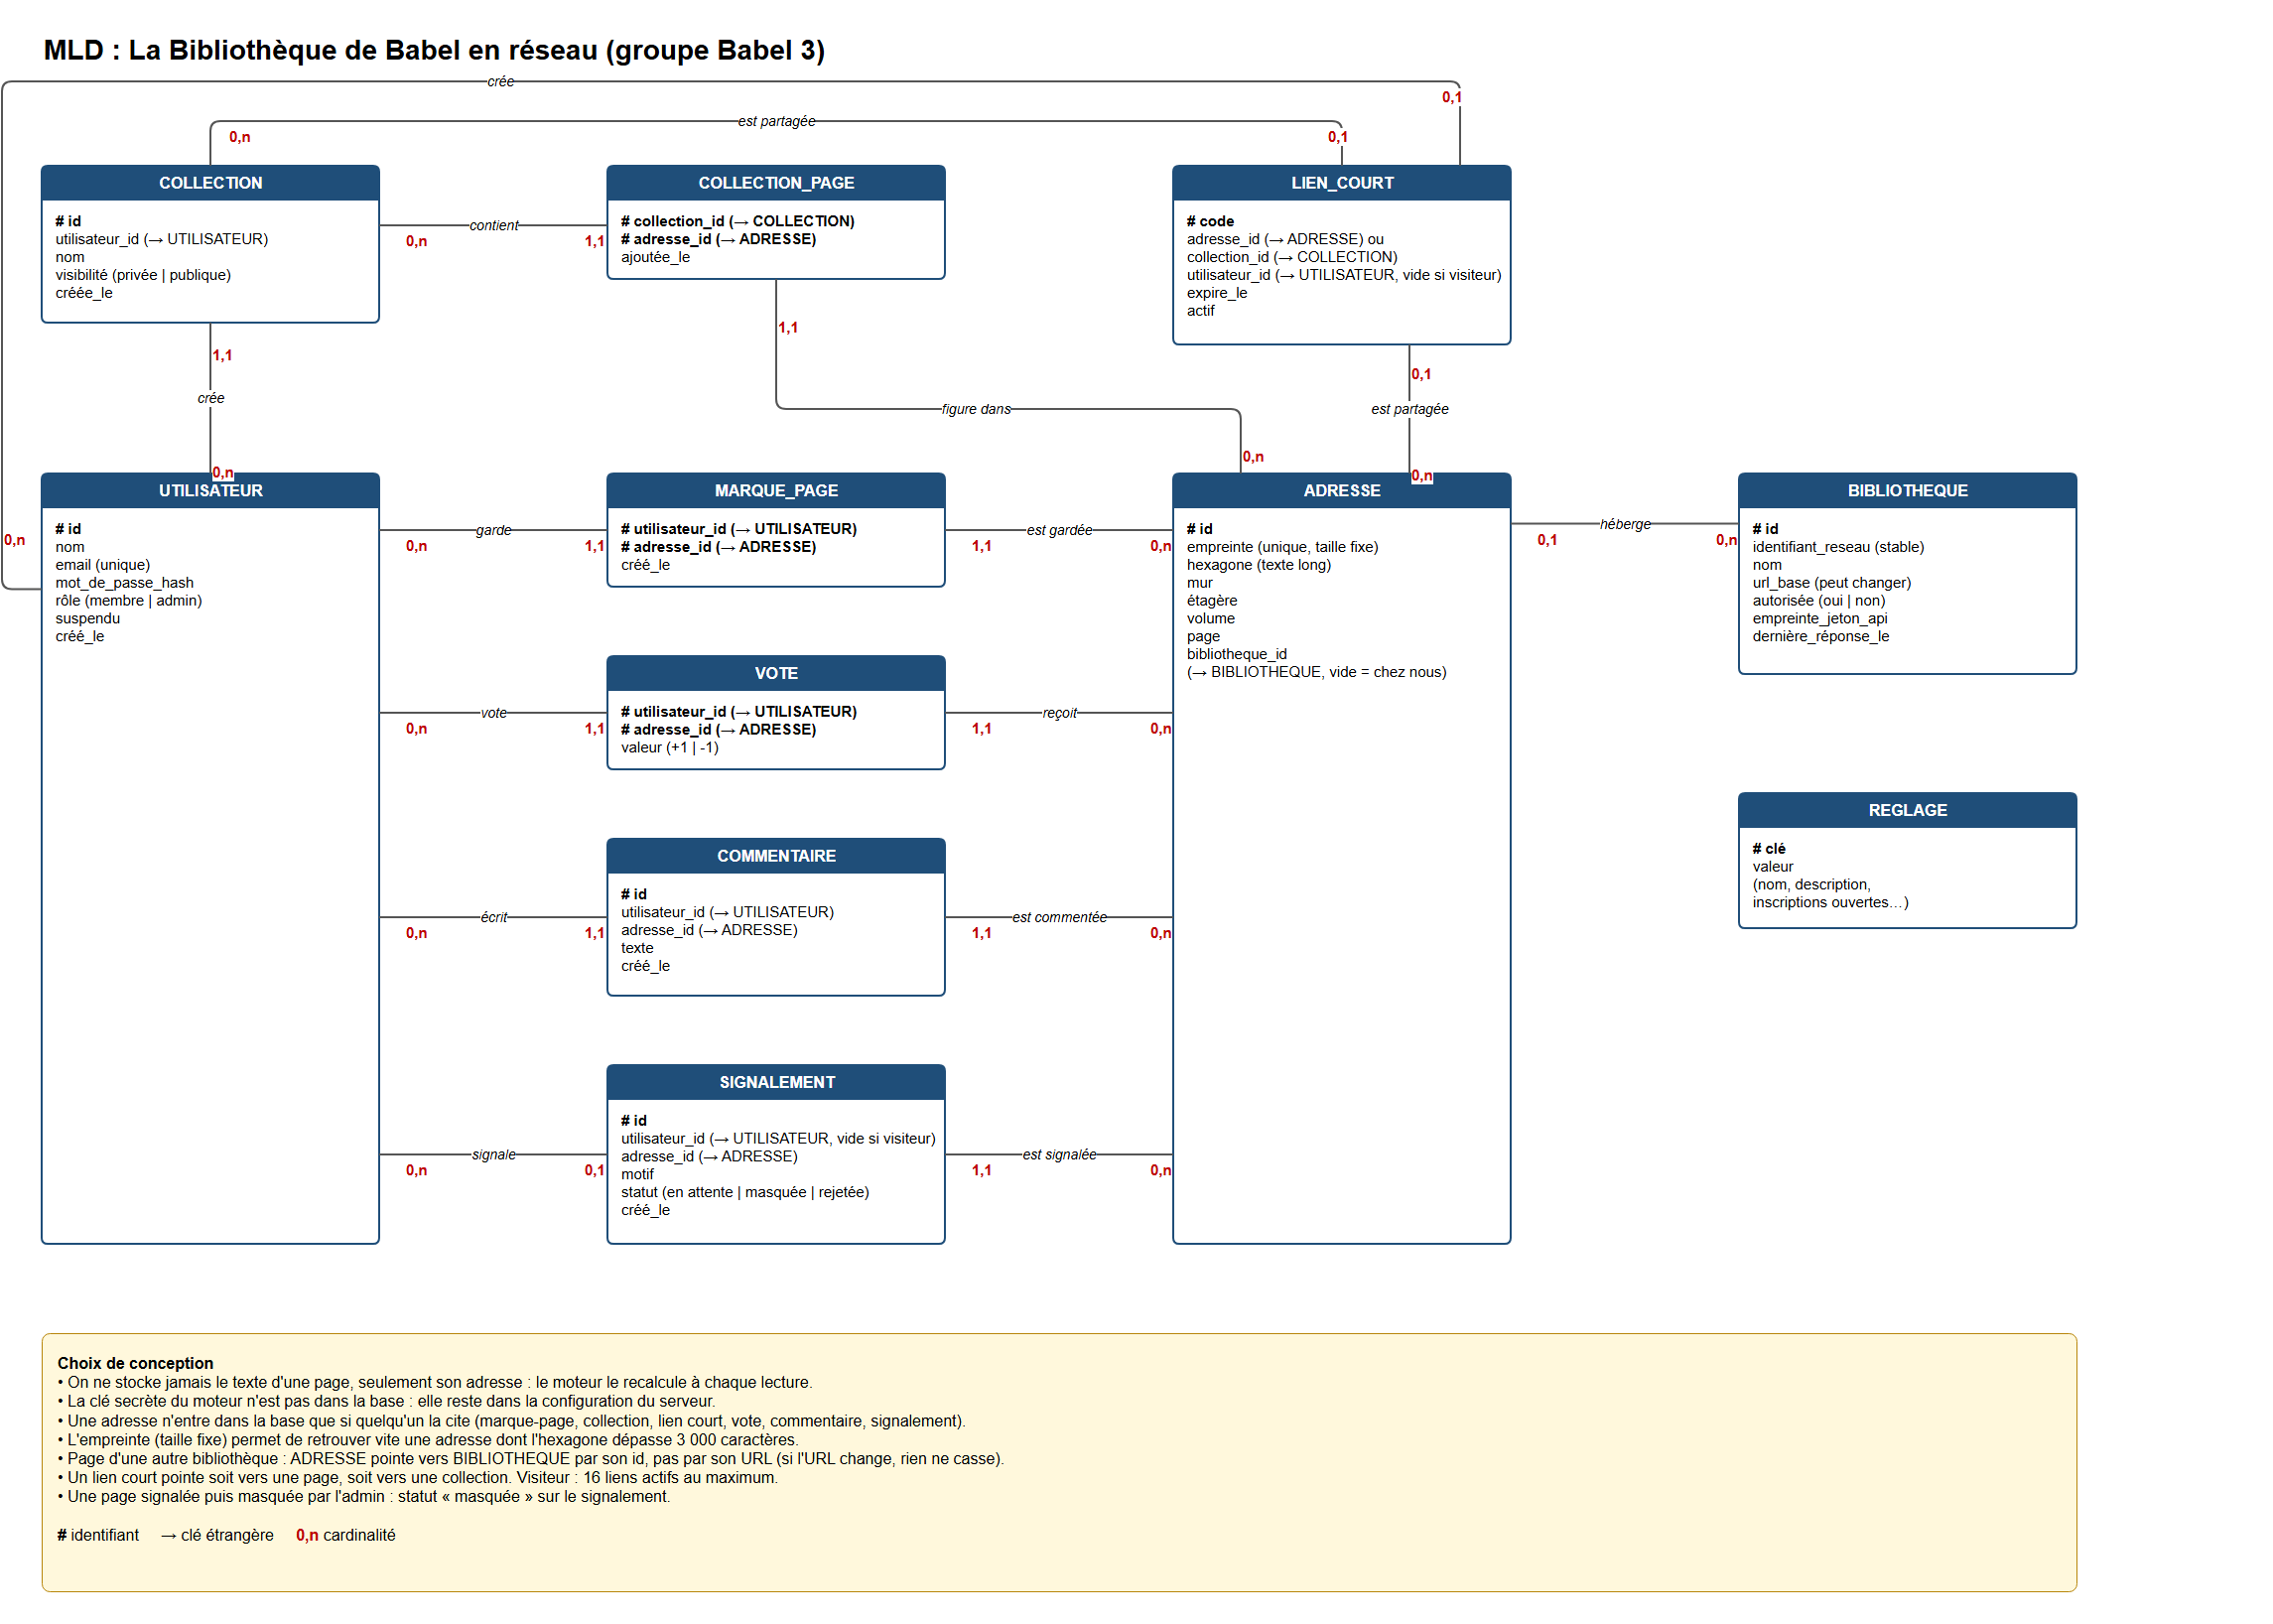 MLD : La Bibliothèque de Babel en réseau (groupe Babel 3)
crée
0,1
est partagée
0,n
0,1
COLLECTION
# id
utilisateur_id (→ UTILISATEUR)
nom
visibilité (privée | publique)
créée_le
contient
0,n
1,1
COLLECTION_PAGE
# collection_id (→ COLLECTION)
# adresse_id (→ ADRESSE)
ajoutée_le
LIEN_COURT
# code
adresse_id (→ ADRESSE) ou
collection_id (→ COLLECTION)
utilisateur_id (→ UTILISATEUR, vide si visiteur)
expire_le
actif
1,1
crée
0,n
1,1
figure dans
0,n
0,1
est partagée
0,n
0,n
UTILISATEUR
# id
nom
email (unique)
mot_de_passe_hash
rôle (membre | admin)
suspendu
créé_le
garde
0,n
1,1
MARQUE_PAGE
# utilisateur_id (→ UTILISATEUR)
# adresse_id (→ ADRESSE)
créé_le
est gardée
1,1
0,n
ADRESSE
# id
empreinte (unique, taille fixe)
hexagone (texte long)
mur
étagère
volume
page
bibliotheque_id
(→ BIBLIOTHEQUE, vide = chez nous)
héberge
0,1
0,n
BIBLIOTHEQUE
# id
identifiant_reseau (stable)
nom
url_base (peut changer)
autorisée (oui | non)
empreinte_jeton_api
dernière_réponse_le
vote
0,n
1,1
VOTE
# utilisateur_id (→ UTILISATEUR)
# adresse_id (→ ADRESSE)
valeur (+1 | -1)
reçoit
1,1
0,n
REGLAGE
# clé
valeur
(nom, description,
inscriptions ouvertes…)
écrit
0,n
1,1
COMMENTAIRE
# id
utilisateur_id (→ UTILISATEUR)
adresse_id (→ ADRESSE)
texte
créé_le
est commentée
1,1
0,n
signale
0,n
0,1
SIGNALEMENT
# id
utilisateur_id (→ UTILISATEUR, vide si visiteur)
adresse_id (→ ADRESSE)
motif
statut (en attente | masquée | rejetée)
créé_le
est signalée
1,1
0,n
Choix de conception
• On ne stocke jamais le texte d'une page, seulement son adresse : le moteur le recalcule à chaque lecture.
• La clé secrète du moteur n'est pas dans la base : elle reste dans la configuration du serveur.
• Une adresse n'entre dans la base que si quelqu'un la cite (marque-page, collection, lien court, vote, commentaire, signalement).
• L'empreinte (taille fixe) permet de retrouver vite une adresse dont l'hexagone dépasse 3 000 caractères.
• Page d'une autre bibliothèque : ADRESSE pointe vers BIBLIOTHEQUE par son id, pas par son URL (si l'URL change, rien ne casse).
• Un lien court pointe soit vers une page, soit vers une collection. Visiteur : 16 liens actifs au maximum.
• Une page signalée puis masquée par l'admin : statut « masquée » sur le signalement.
# identifiant → clé étrangère 0,n cardinalité